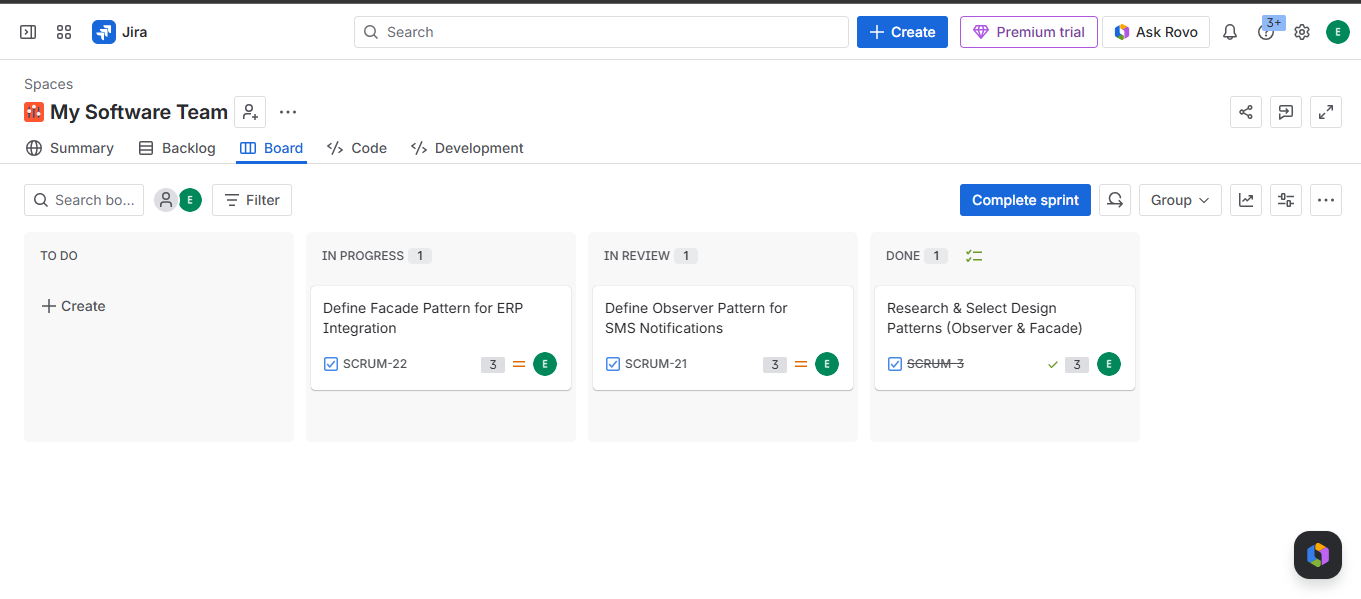 Jira
Search
Create
Premium trial
Ask Rovo
3+
E
Spaces
My Software Team
Summary
Backlog
Board
Code
Development
Search bo...
E
Filter
Complete sprint
Group
TO DO
Create
IN PROGRESS 1
Define Facade Pattern for ERP
Integration
SCRUM-22
3
E
IN REVIEW 1
Define Observer Pattern for
SMS Notifications
SCRUM-21
3
E
DONE 1
Research & Select Design
Patterns (Observer & Facade)
SCRUM-3
3
E